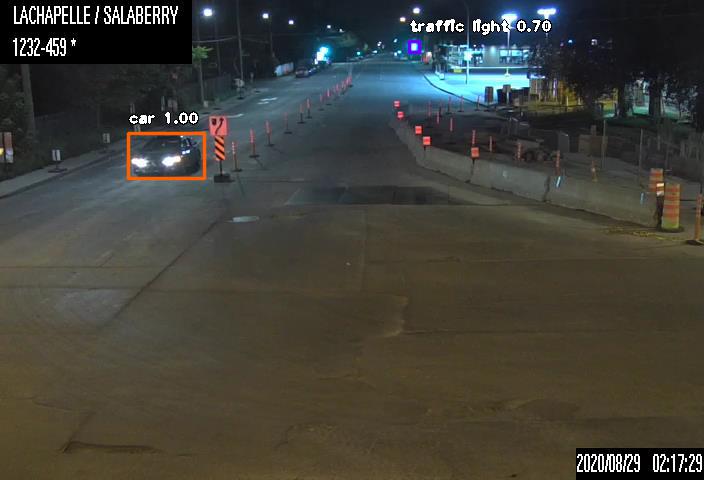 LACHAPELLE / SALABERRY
1232-459 *
traffic light 0.70
car 1.00
2020/08/29 02:17:29